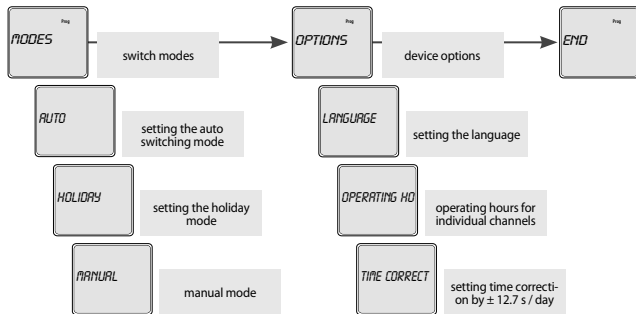 Prog
MODES
switch modes
Prog
OPTIONS
device options
Prog
END
AUTO
setting the auto
switching mode
LANGUAGE
setting the language
HOLIDAY
setting the holiday
mode
OPERATING HO
operating hours for
individual channels
MANUAL
manual mode
TIME CORRECT
setting time correcti-
on by ± 12.7 s / day